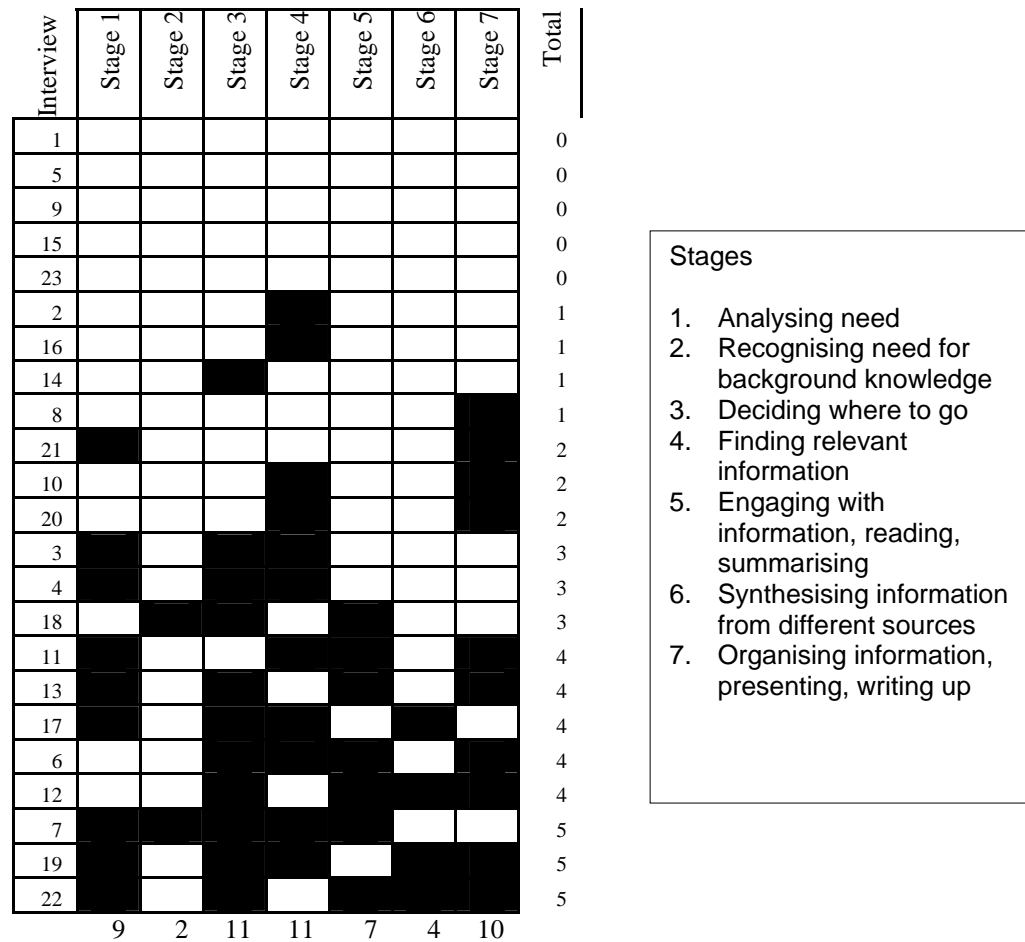 Interview Stage 1 Stage 2 Stage 3 Stage 4 Stage 5 Stage 6 Stage 7 Total
1 0
5 0
9 0
15 0
23 0
2 1
16 1
14 1
8 1
21 2
10 2
20 2
3 3
4 3
18 3
11 4
13 4
17 4
6 4
12 4
7 5
19 5
22 5
9 2 11 11 7 4 10
Stages
1. Analysing need
2. Recognising need for
background knowledge
3. Deciding where to go
4. Finding relevant
information
5. Engaging with
information, reading,
summarising
6. Synthesising information
from different sources
7. Organising information,
presenting, writing up